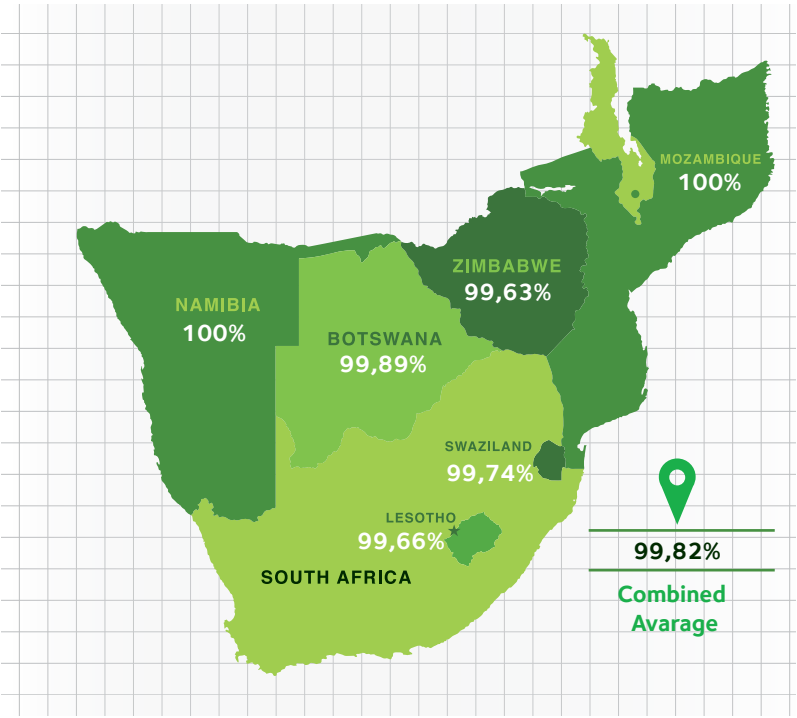 MOZAMBIQUE
100%
ZIMBABWE
99,63%
NAMIBIA
100%
BOTSWANA
99,89%
SWAZILAND
99,74%
LESOTHO
99,66%
SOUTH AFRICA
99,82%
Combined
Avarage